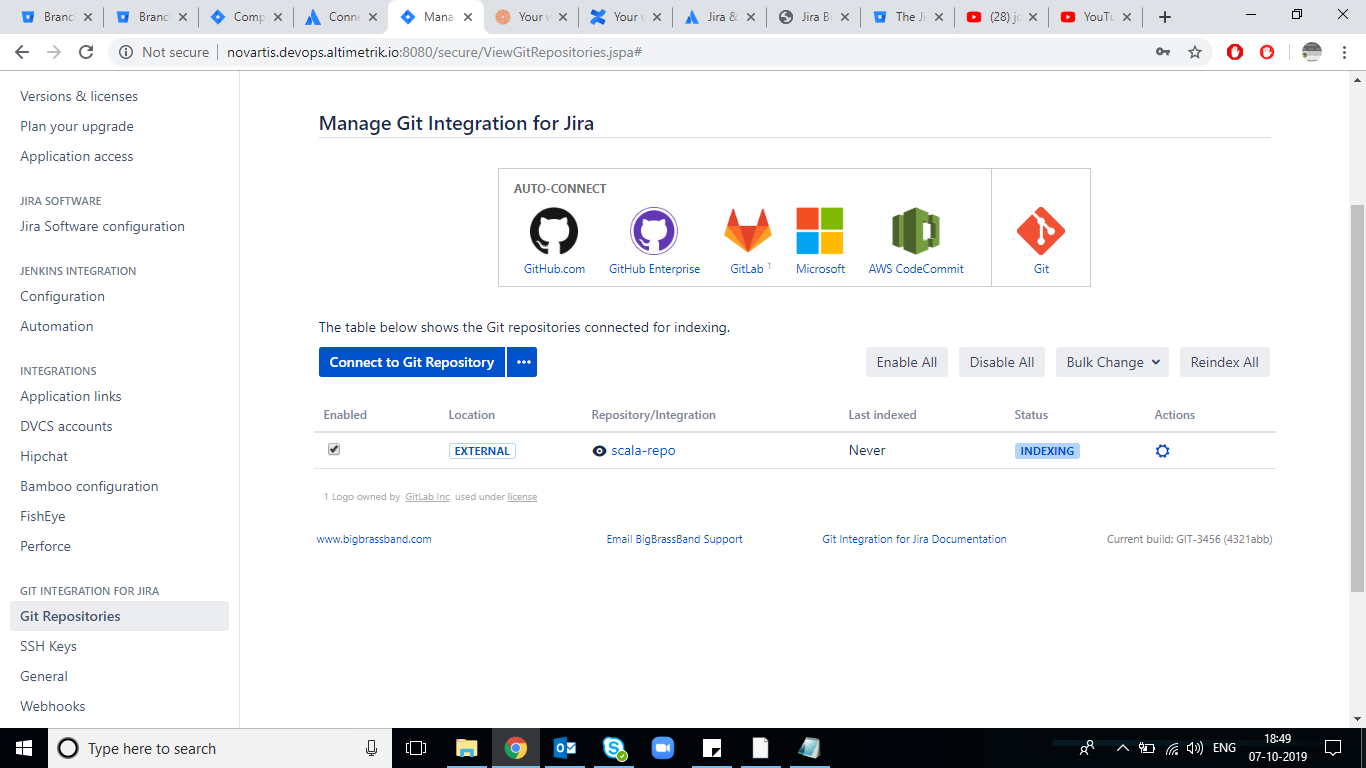 Branc
Branc
Comp
Conne
Mana
Your w
Your w
Jira &
Jira Bi
The Ji
(28) jo
YouTu
Not secure
novartis.devops.altimetrik.io:8080/secure/ViewGitRepositories.jspa#
Versions & licenses
Plan your upgrade
Application access
JIRA SOFTWARE
Jira Software configuration
JENKINS INTEGRATION
Configuration
Automation
INTEGRATIONS
Application links
DVCS accounts
Hipchat
Bamboo configuration
FishEye
Perforce
GIT INTEGRATION FOR JIRA
Git Repositories
SSH Keys
General
Webhooks
Manage Git Integration for Jira
AUTO-CONNECT
GitHub.com
GitHub Enterprise
GitLab 1
Microsoft
AWS CodeCommit
Git
The table below shows the Git repositories connected for indexing.
Connect to Git Repository
Enable All
Disable All
Bulk Change
Reindex All
Enabled Location Repository/Integration Last indexed Status Actions
EXTERNAL scala-repo Never INDEXING
1 Logo owned by GitLab Inc used under license
www.bigbrassband.com
Email BigBrassBand Support
Git Integration for Jira Documentation
Current build: GIT-3456 (4321abb)
Type here to search
ENG
18:49
07-10-2019